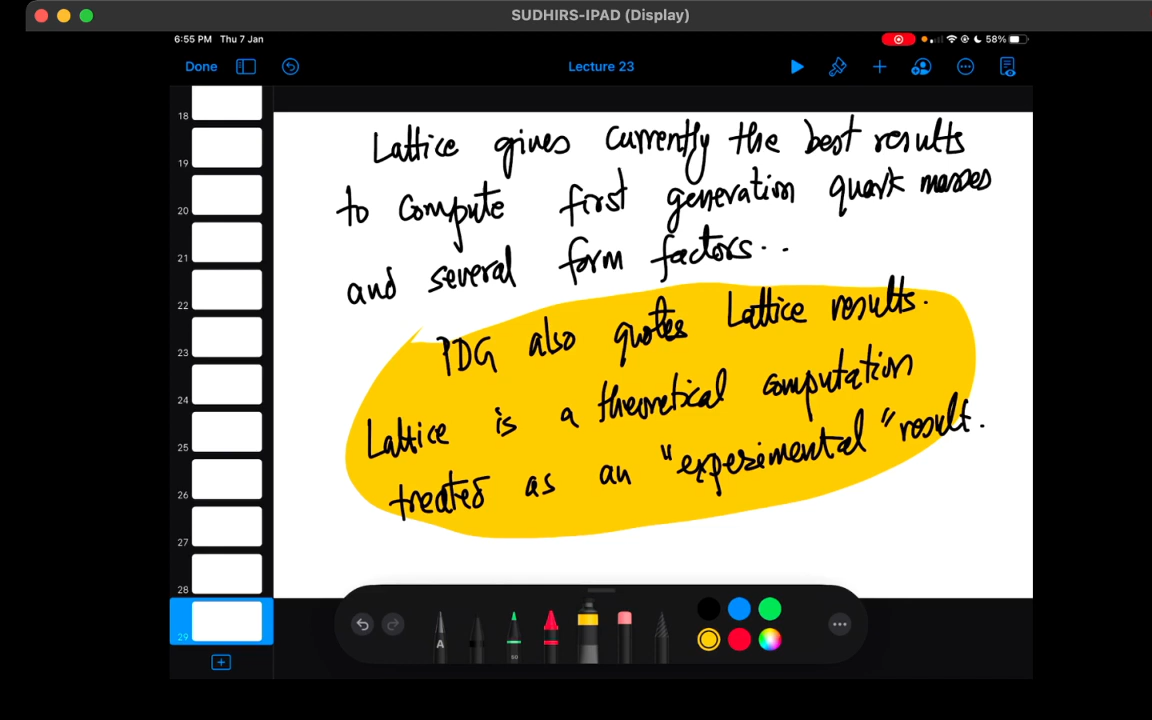 SUDHIRS-IPAD (Display)
6:55 PM Thu 7 Jan
58%
Done
Lecture 23
18
19
20
21
22
23
24
25
26
27
28
29
Lattice gives currently the best results
to compute first generation quark masses
and several form factors...
PDG also quotes Lattice results.
Lattice is a theoretical computation
treated as an "experimental" result.
A